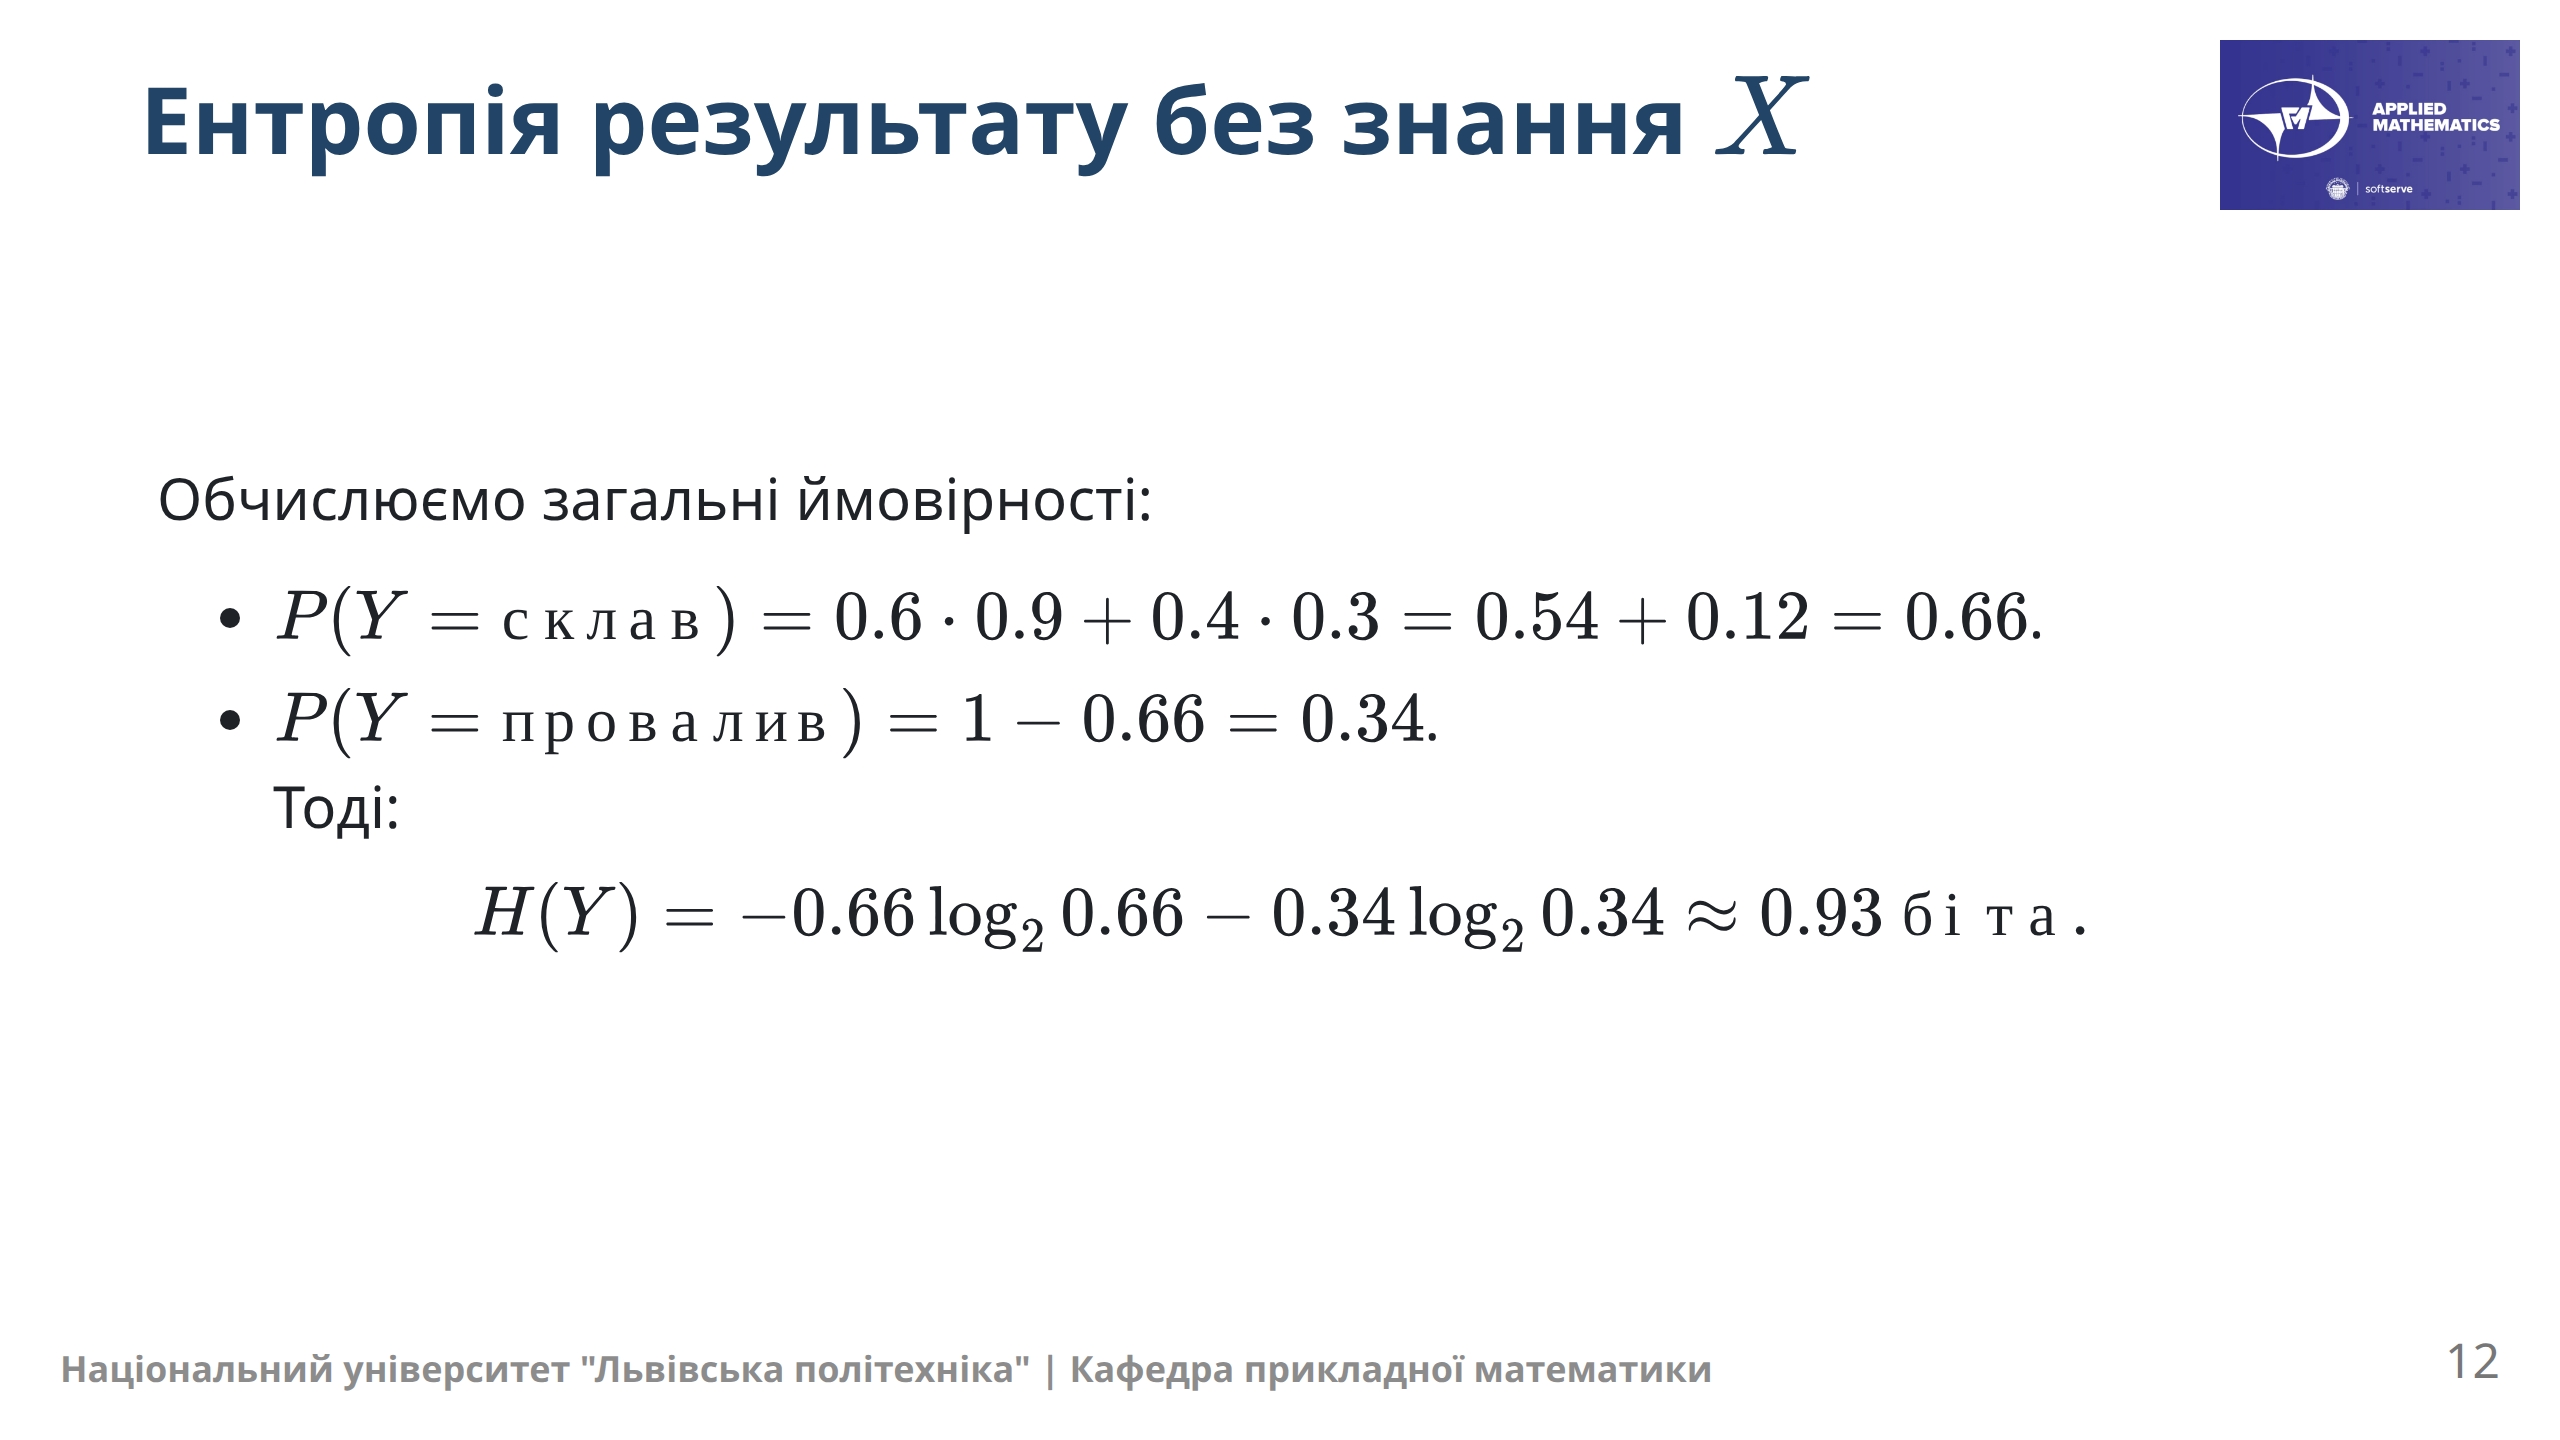 Ентропія результату без знання X
APPLIED
MATHEMATICS
softserve
Обчислюємо загальні ймовірності:
• P(Y = склав) = 0.6 · 0.9 + 0.4 · 0.3 = 0.54 + 0.12 = 0.66.
• P(Y = провалив) = 1 − 0.66 = 0.34.
Тоді:
H(Y) = −0.66 log₂ 0.66 − 0.34 log₂ 0.34 ≈ 0.93 біта.
Національний університет "Львівська політехніка" | Кафедра прикладної математики
12